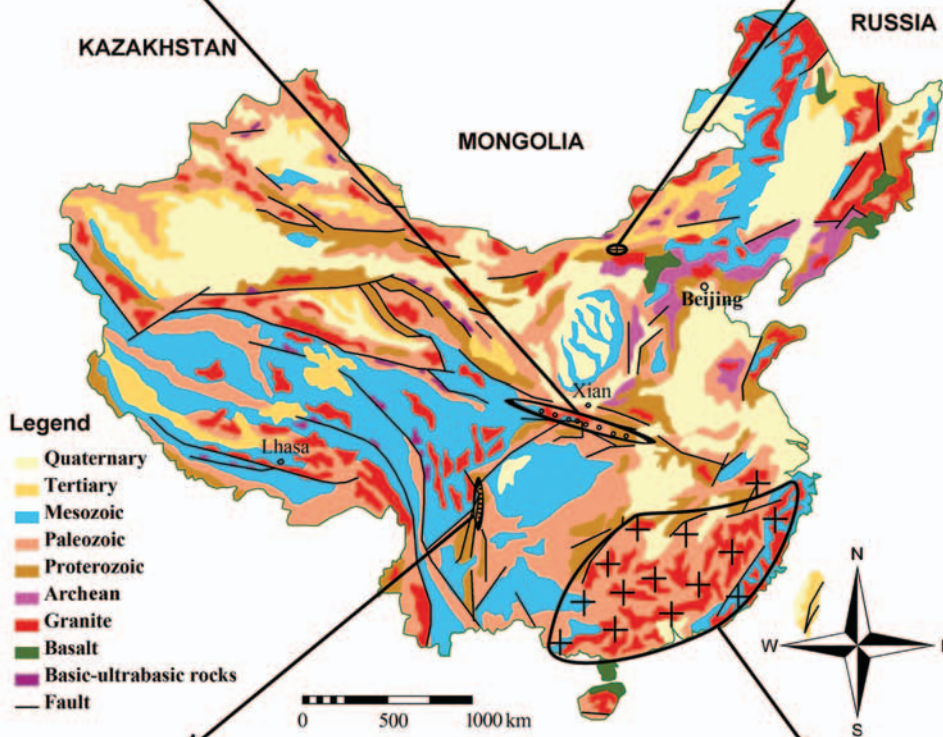 RUSSIA
KAZAKHSTAN
MONGOLIA
Beijing
Xian
Lhasa
Legend
Quaternary
Tertiary
Mesozoic
Paleozoic
Proterozoic
Archean
Granite
Basalt
Basic-ultrabasic rocks
Fault
0 500 1000 km
N
W
S